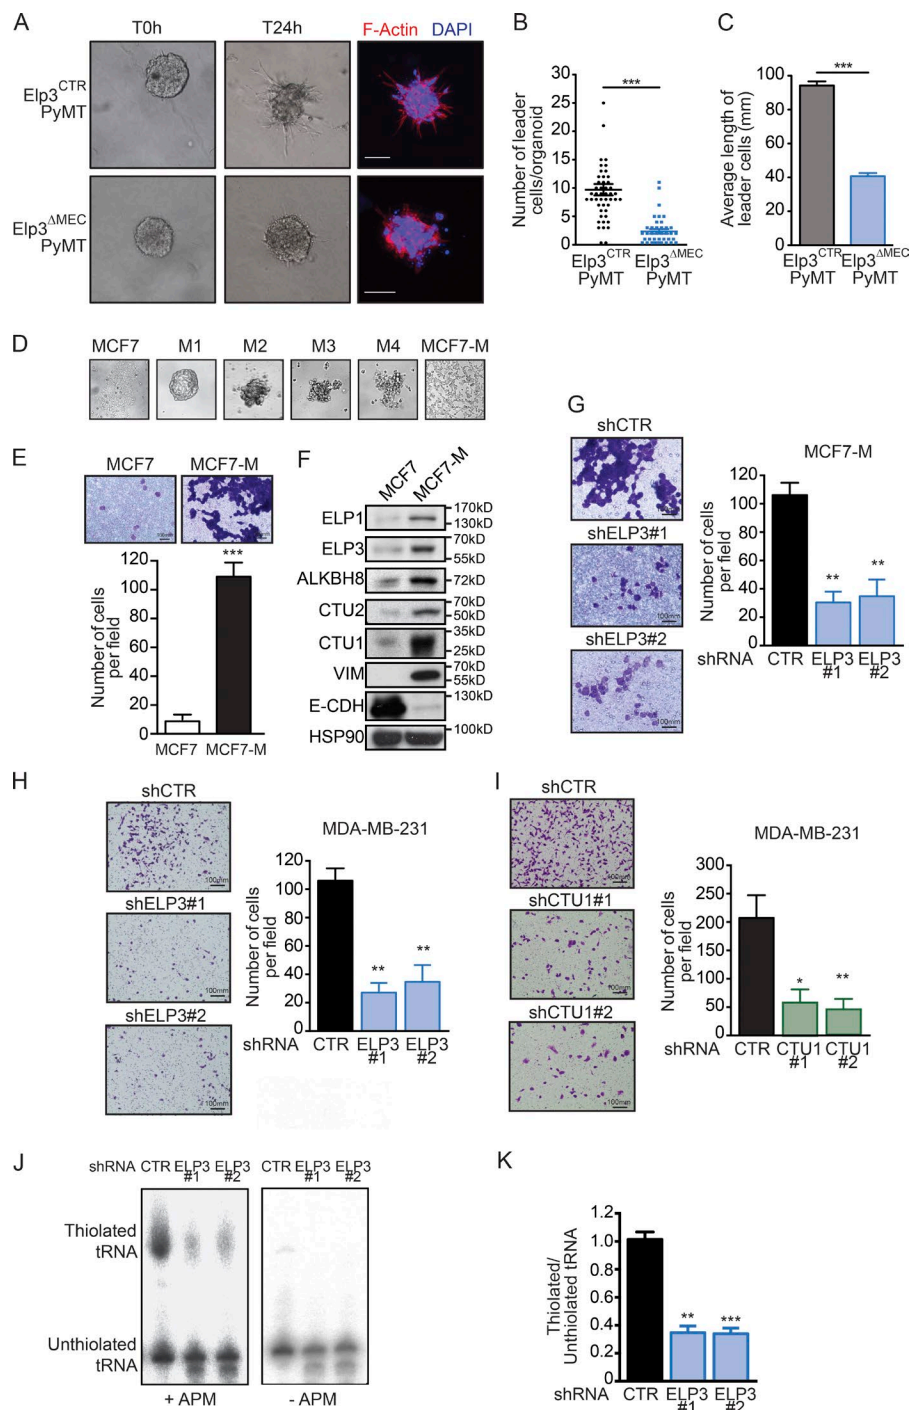 A
T0h
T24h
F-Actin DAPI
Elp3CTR
PyMT
Elp3ΔMEC
PyMT
B
***
Number of leader
cells/organoid
30
25
20
15
10
5
0
Elp3CTR Elp3ΔMEC
PyMT PyMT
C
***
Average length of
leader cells (mm)
100
80
60
40
20
0
Elp3CTR Elp3ΔMEC
PyMT PyMT
D
MCF7 M1 M2 M3 M4 MCF7-M
E
MCF7 MCF7-M
***
Number of cells
per field
120
100
80
60
40
20
0
MCF7 MCF7-M
F
MCF7 MCF7-M
ELP1
170kD
130kD
ELP3
70kD
55kD
ALKBH8
72kD
CTU2
70kD
50kD
CTU1
35kD
25kD
VIM
70kD
55kD
E-CDH
130kD
HSP90
100kD
G
shCTR
shELP3#1
100mm
shELP3#2
100mm
MCF7-M
Number of cells
per field
120
100
80
60
40
20
0
** **
shRNA CTR ELP3 ELP3
#1 #2
H
shCTR
100mm
shELP3#1
100mm
shELP3#2
100mm
MDA-MB-231
Number of cells
per field
120
100
80
60
40
20
0
** **
shRNA CTR ELP3 ELP3
#1 #2
I
shCTR
100mm
shCTU1#1
100mm
shCTU1#2
100mm
MDA-MB-231
Number of cells
per field
300
250
200
150
100
50
0
* **
shRNA CTR CTU1 CTU1
#1 #2
J
shRNA CTR ELP3 ELP3 CTR ELP3 ELP3
#1 #2 #1 #2
Thiolated
tRNA
Unthiolated
tRNA
+ APM - APM
K
Thiolated/
Unthiolated tRNA
1.2
1.0
0.8
0.6
0.4
0.2
0
** ***
shRNA CTR ELP3 ELP3
#1 #2